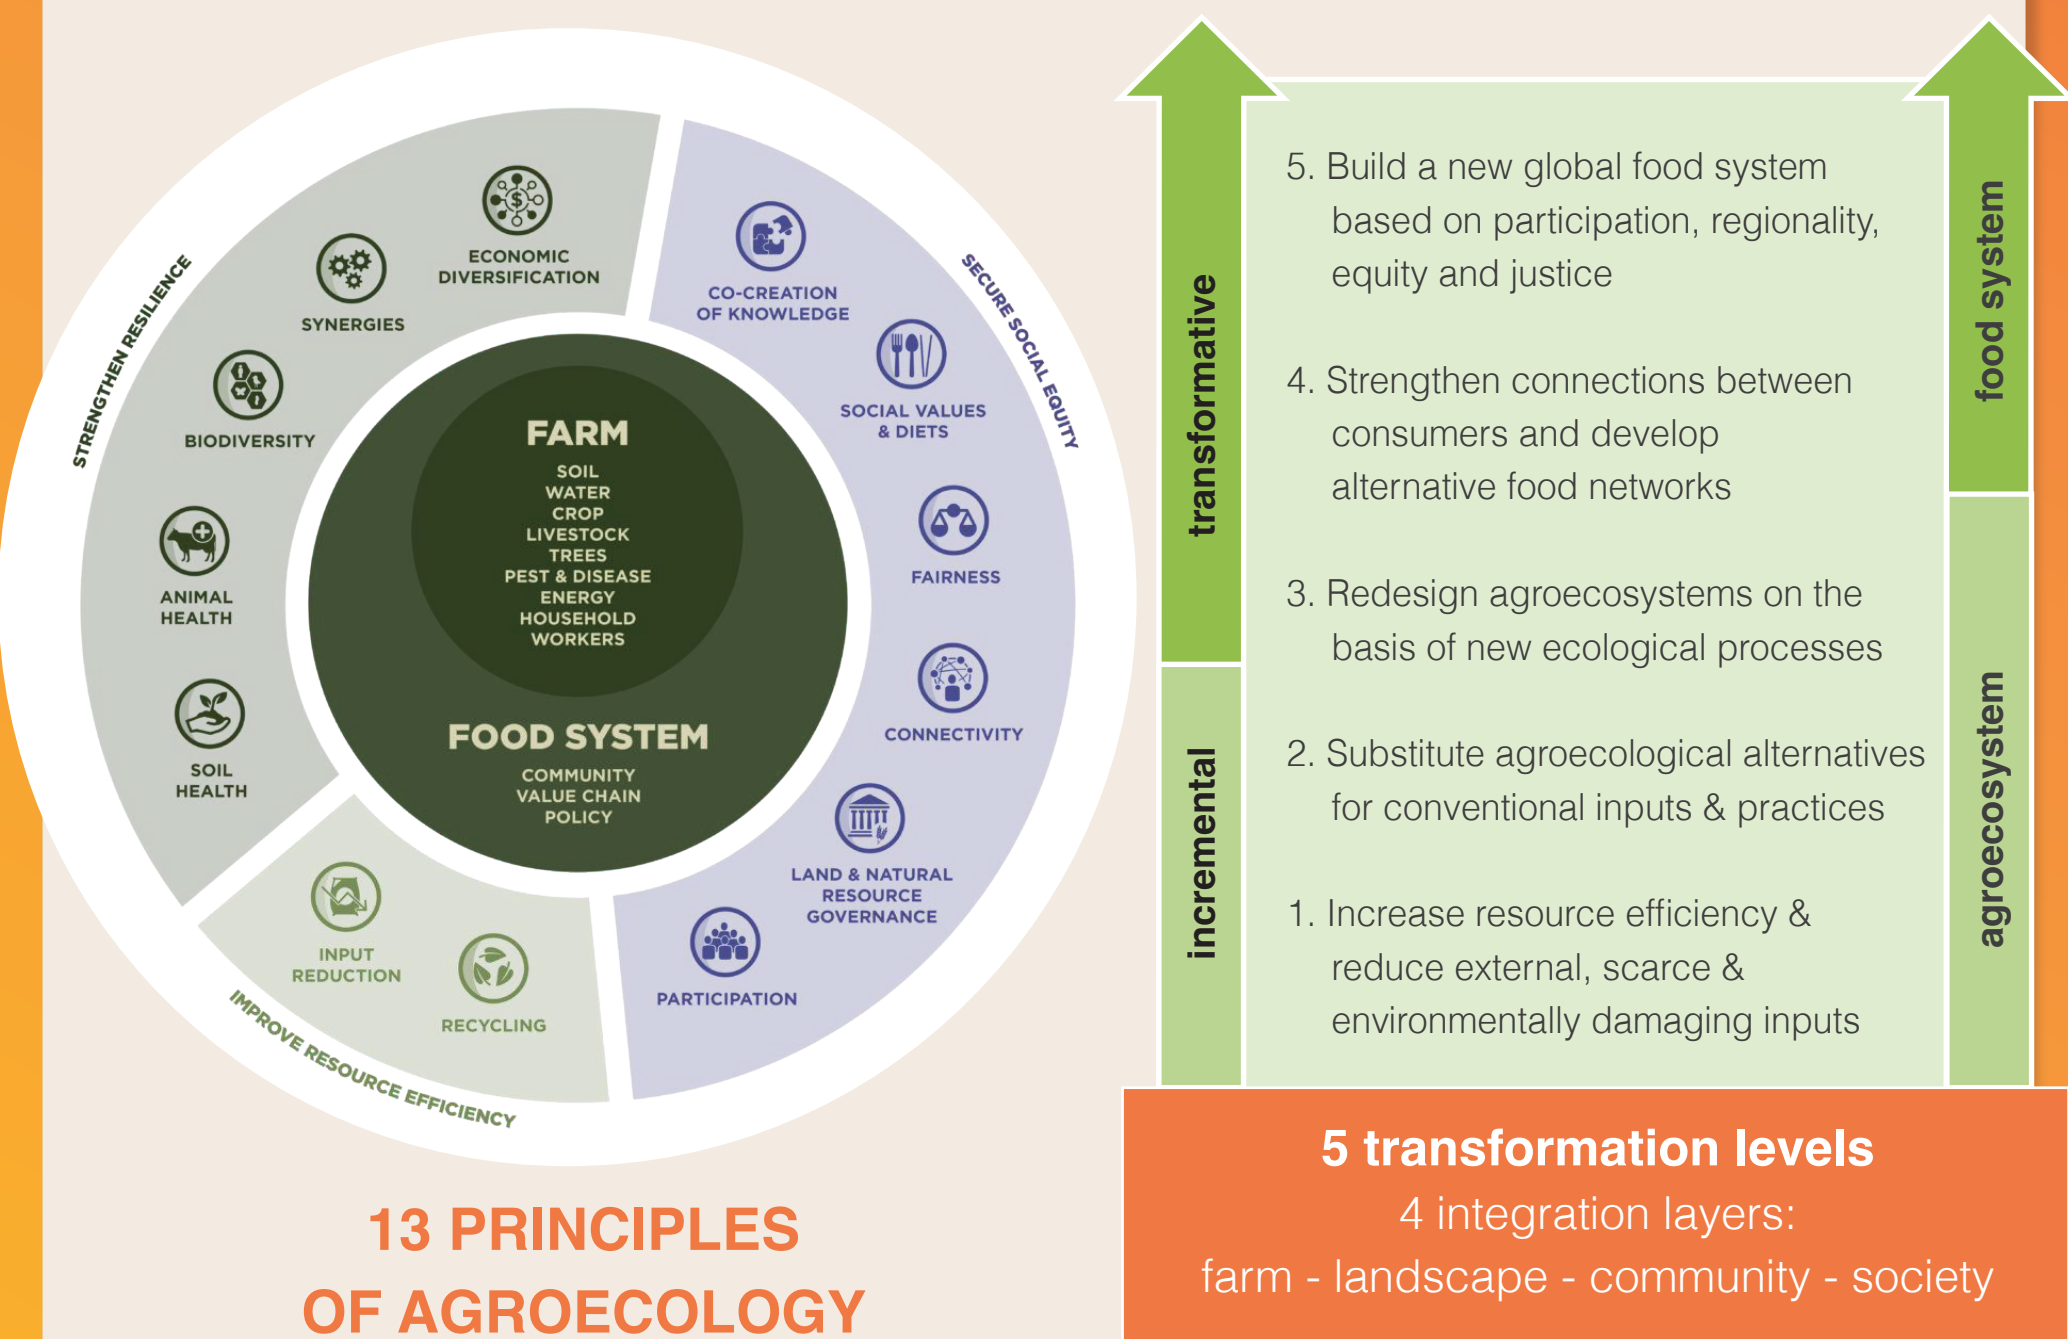 STRENGTHEN RESILIENCE
ECONOMIC
DIVERSIFICATION
SYNERGIES
BIODIVERSITY
ANIMAL
HEALTH
SOIL
HEALTH
SECURE SOCIAL EQUITY
CO-CREATION
OF KNOWLEDGE
SOCIAL VALUES
& DIETS
FAIRNESS
CONNECTIVITY
LAND & NATURAL
RESOURCE
GOVERNANCE
PARTICIPATION
IMPROVE RESOURCE EFFICIENCY
INPUT
REDUCTION
RECYCLING
FARM
SOIL
WATER
CROP
LIVESTOCK
TREES
PEST & DISEASE
ENERGY
HOUSEHOLD
WORKERS
FOOD SYSTEM
COMMUNITY
VALUE CHAIN
POLICY
$
13 PRINCIPLES
OF AGROECOLOGY
transformative
incremental
5. Build a new global food system
based on participation, regionality,
equity and justice
4. Strengthen connections between
consumers and develop
alternative food networks
3. Redesign agroecosystems on the
basis of new ecological processes
2. Substitute agroecological alternatives
for conventional inputs & practices
1. Increase resource efficiency &
reduce external, scarce &
environmentally damaging inputs
food system
agroecosystem
5 transformation levels
4 integration layers:
farm - landscape - community - society